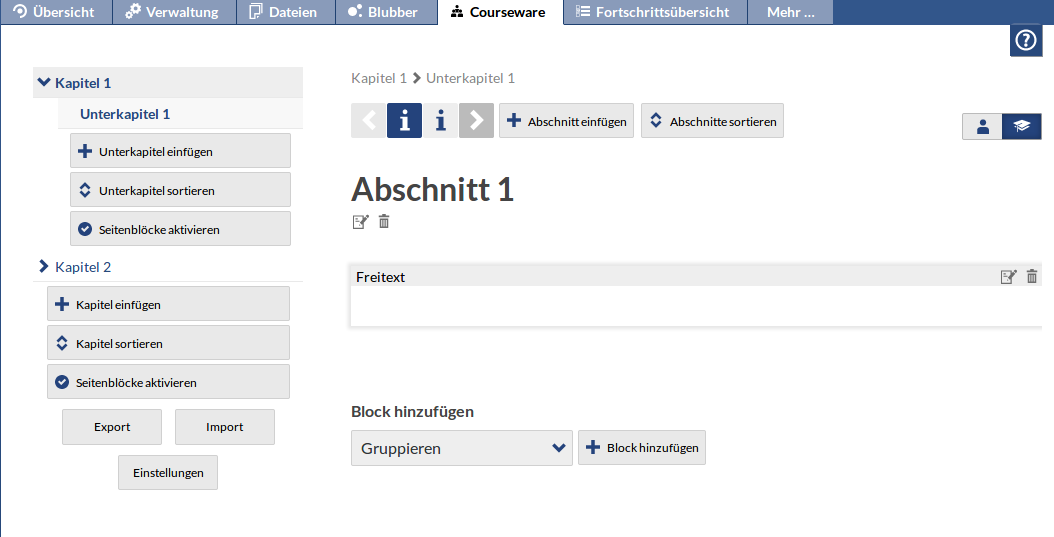 Übersicht Verwaltung Dateien Blubber Courseware Fortschrittsübersicht Mehr ...
Kapitel 1
Unterkapitel 1
Unterkapitel einfügen
Unterkapitel sortieren
Seitenblöcke aktivieren
Kapitel 2
Kapitel einfügen
Kapitel sortieren
Seitenblöcke aktivieren
Export Import
Einstellungen
Kapitel 1 Unterkapitel 1
Abschnitt einfügen Abschnitte sortieren
Abschnitt 1
Freitext
Block hinzufügen
Gruppieren Block hinzufügen